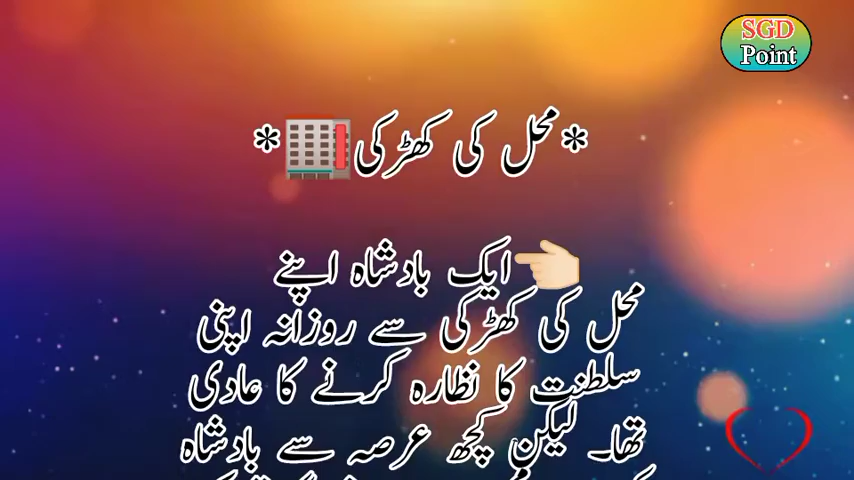 SGD
Point
*محل کی کھڑکی🏢*
👈ایک بادشاہ اپنے
محل کی کھڑکی سے روزانہ اپنی
سلطنت کا نظارہ کرنے کا عادی
تھا۔ لیکن کچھ عرصہ سے بادشاہ